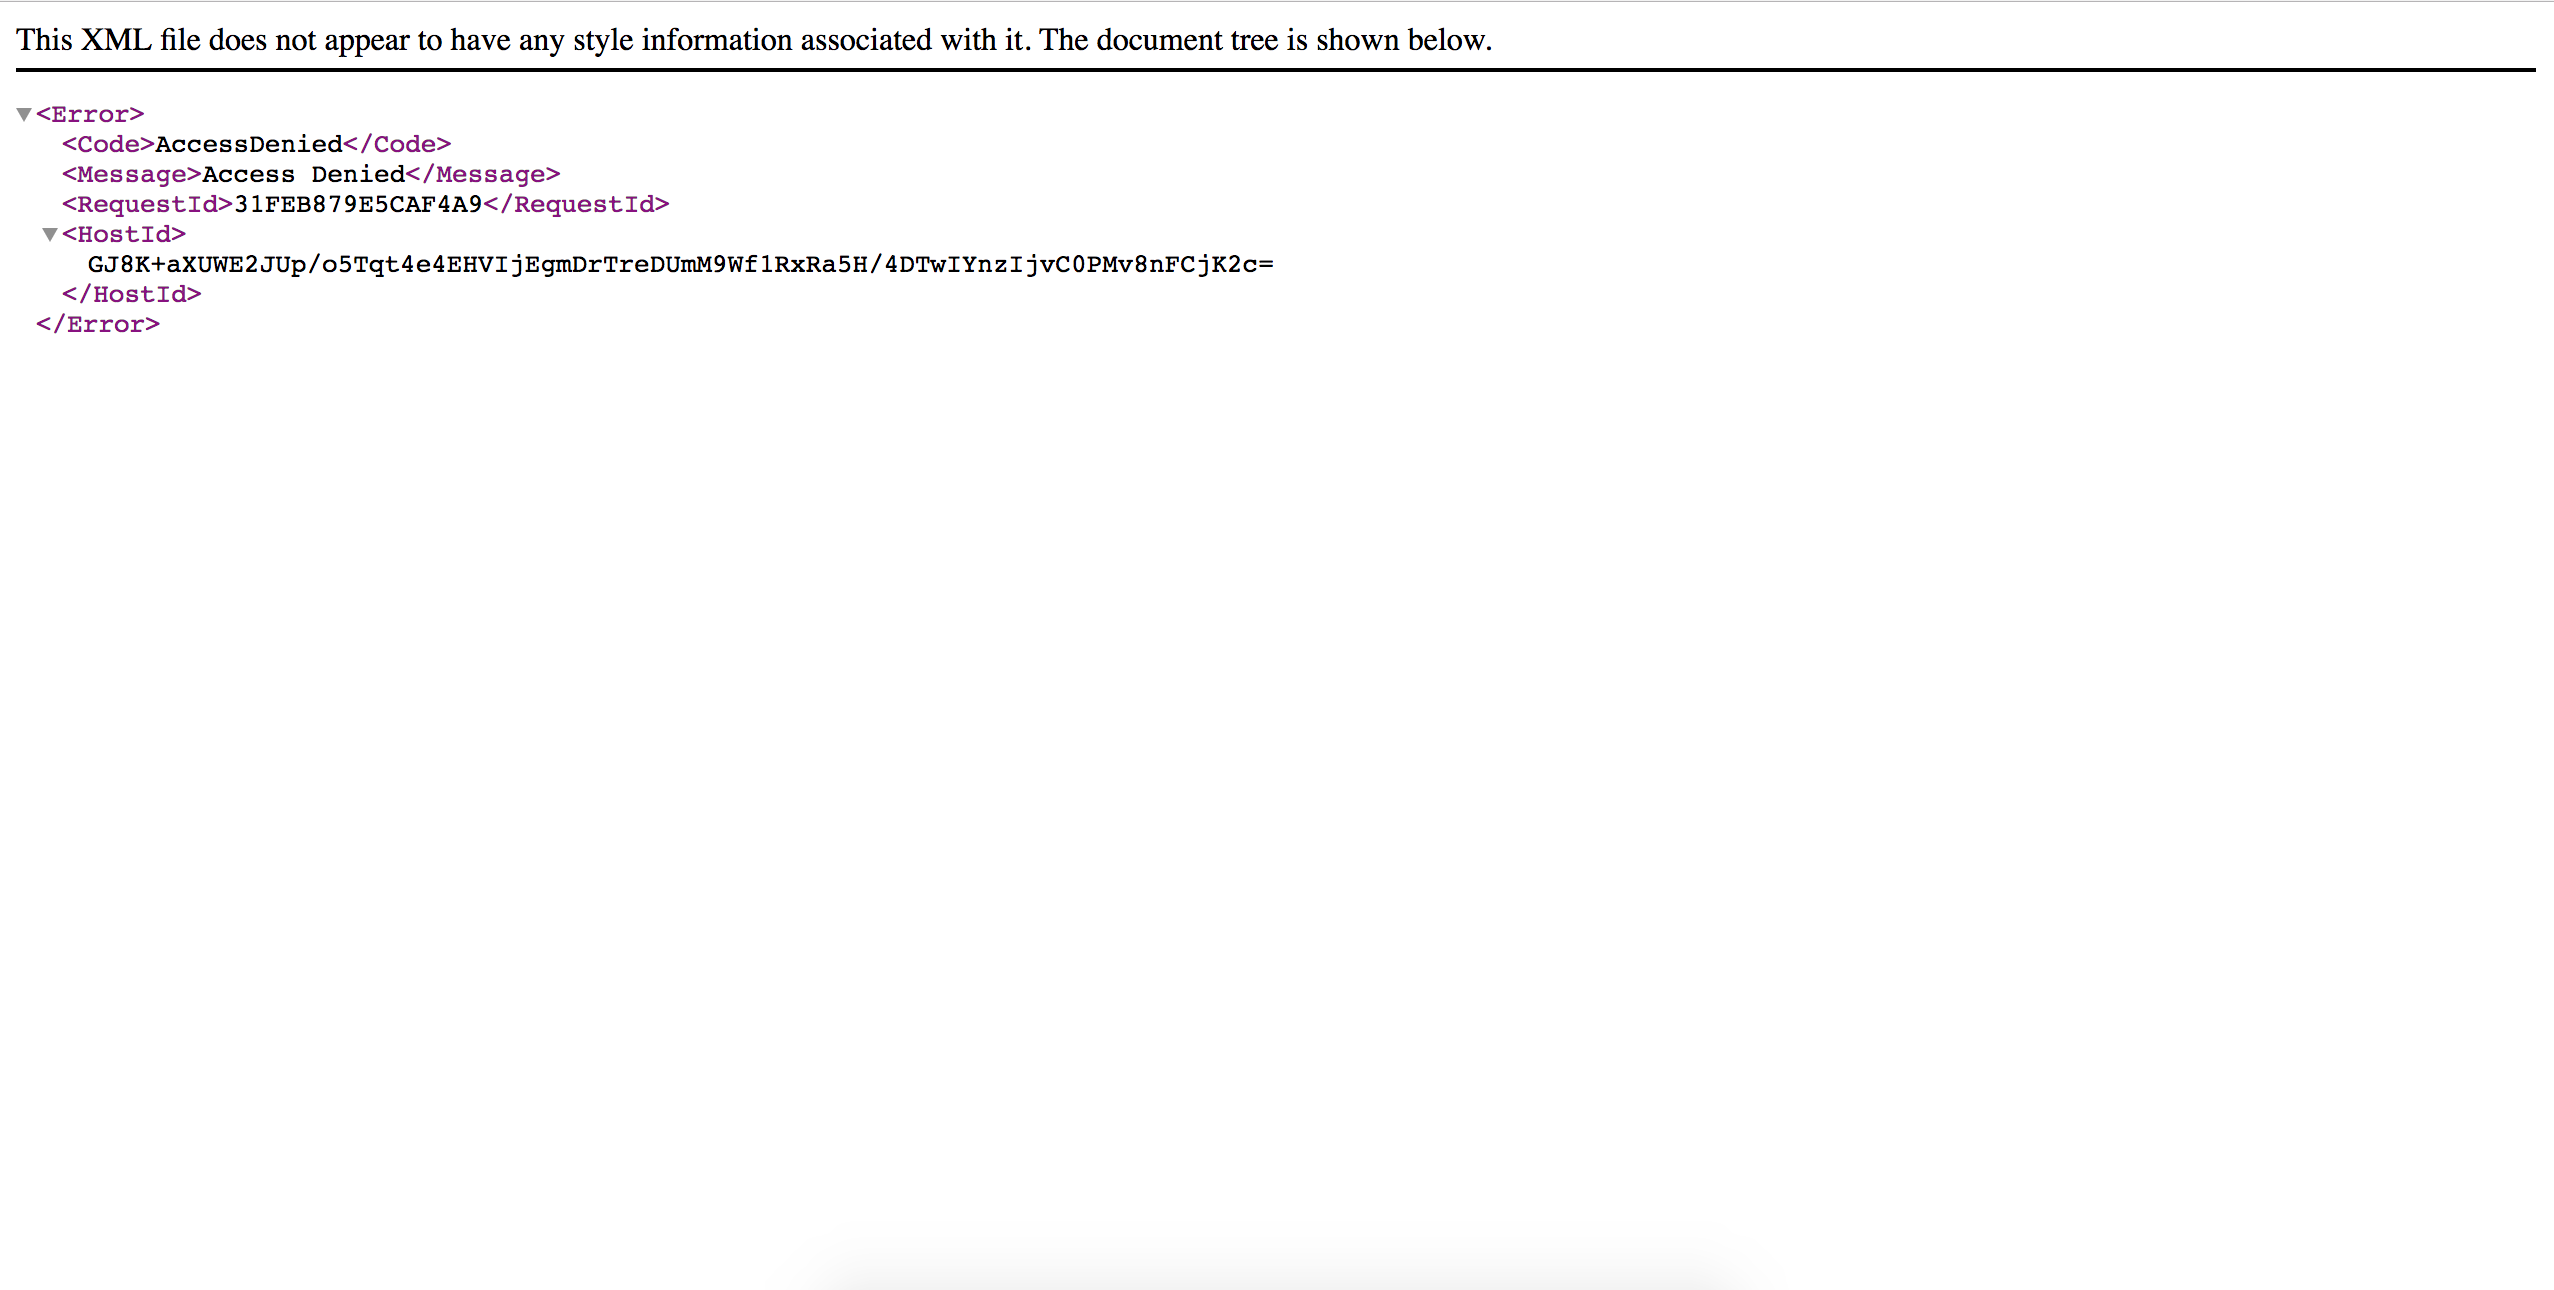 This XML file does not appear to have any style information associated with it. The document tree is shown below.
▼<Error>
<Code>AccessDenied</Code>
<Message>Access Denied</Message>
<RequestId>31FEB879E5CAF4A9</RequestId>
▼<HostId>
GJ8K+aXUWE2JUp/o5Tqt4e4EHVIjEgmDrTreDUmM9Wf1RxRa5H/4DTwIYnzIjvC0PMv8nFCjK2c=
</HostId>
</Error>